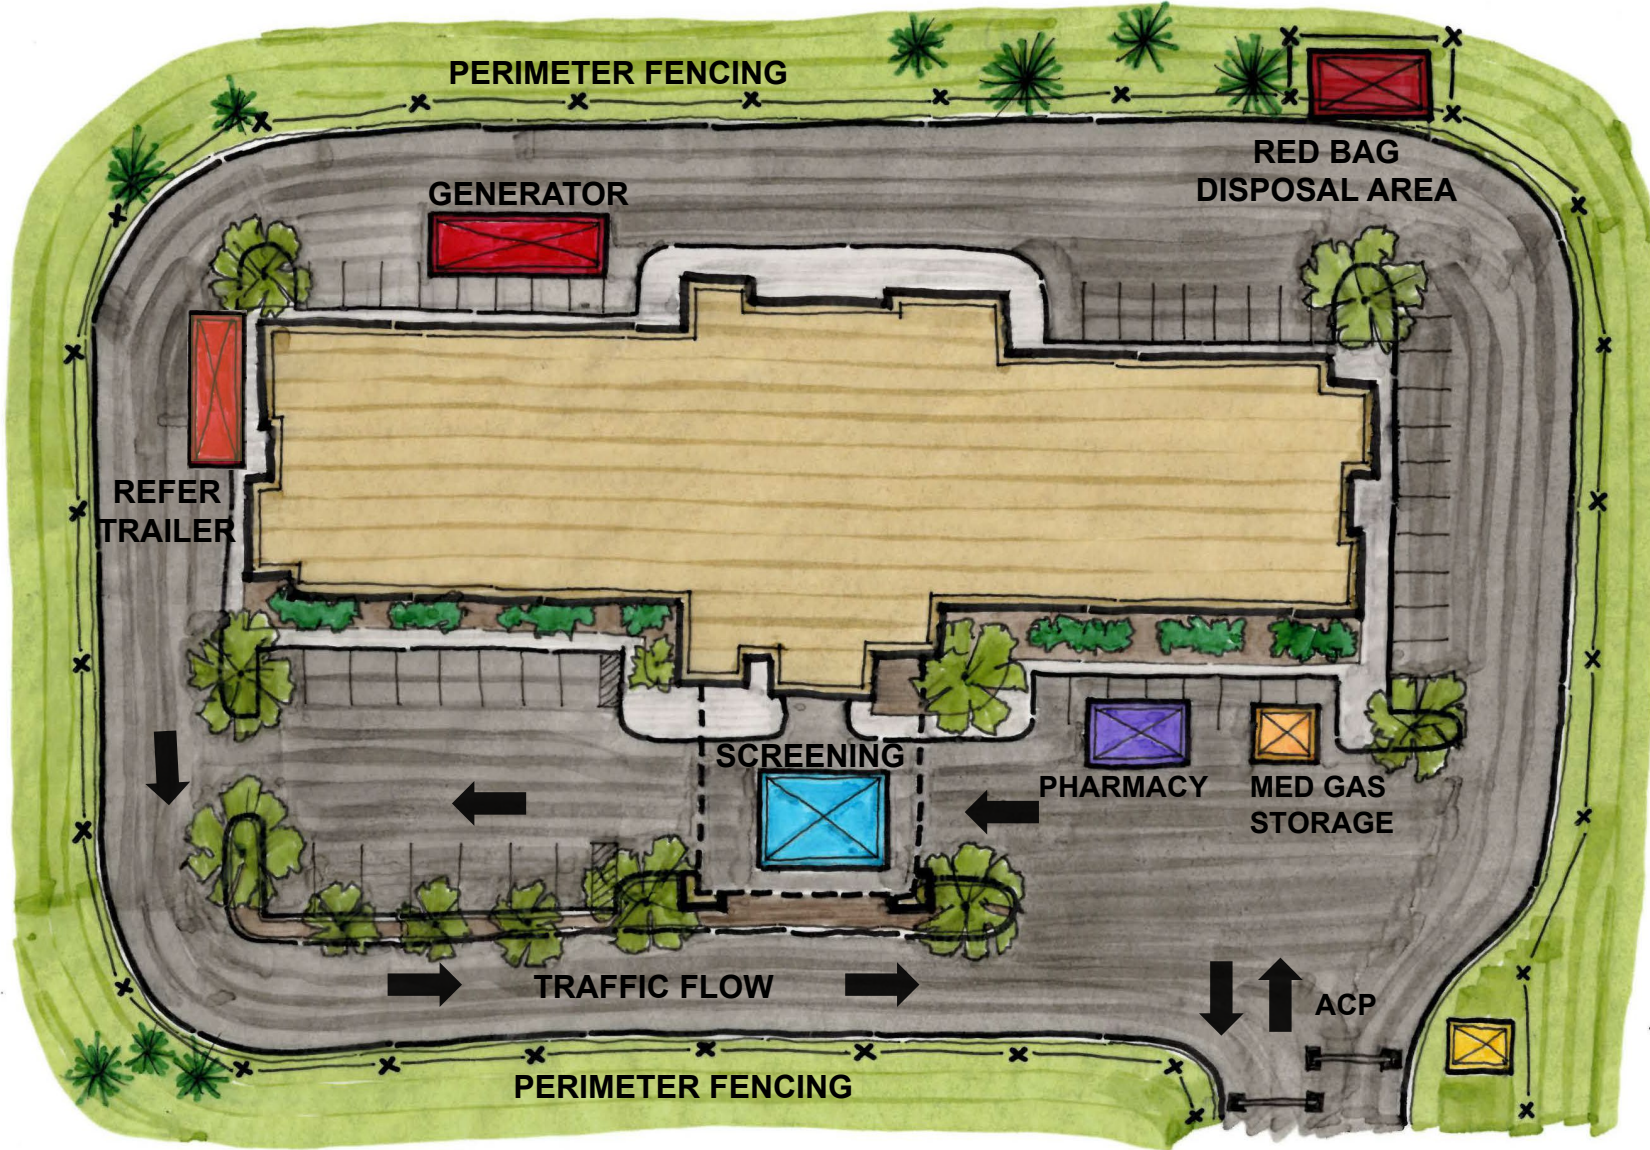 PERIMETER FENCING
RED BAG
DISPOSAL AREA
GENERATOR
REFER
TRAILER
SCREENING
PHARMACY
MED GAS
STORAGE
TRAFFIC FLOW
ACP
PERIMETER FENCING